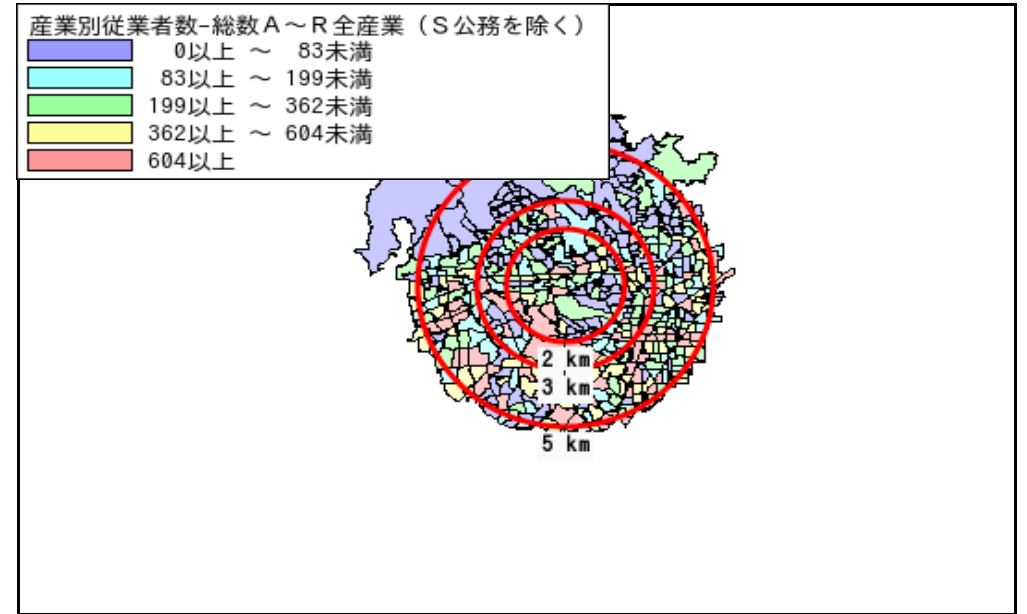 産業別従業者数−総数Ａ～Ｒ全産業（Ｓ公務を除く）
0以上 ～ 83未満
83以上 ～ 199未満
199以上 ～ 362未満
362以上 ～ 604未満
604以上
2 km
3 km
5 km